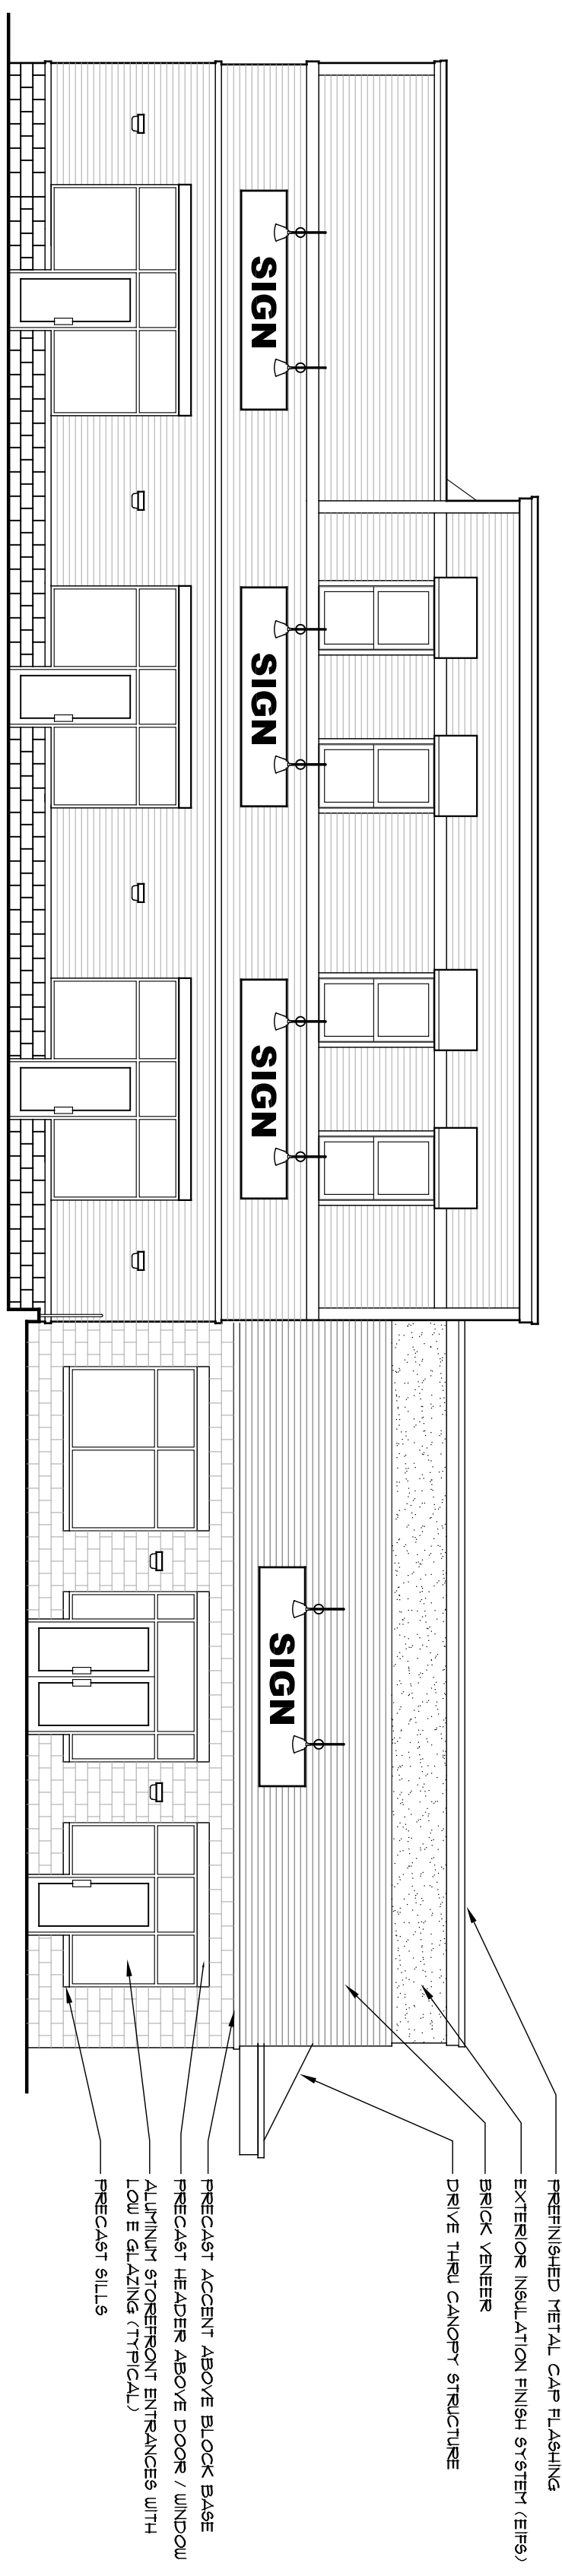 SIGN
SIGN
SIGN
SIGN
PREFINISHED METAL CAP FLASHING
EXTERIOR INSULATION FINISH SYSTEM (EIFS)
BRICK VENEER
DRIVE THRU CANOPY STRUCTURE
PRECAST ACCENT ABOVE BLOCK BASE
PRECAST HEADER ABOVE DOOR / WINDOW
ALUMINUM STOREFRONT ENTRANCES WITH
LOW E GLAZING (TYPICAL)
PRECAST SILLS